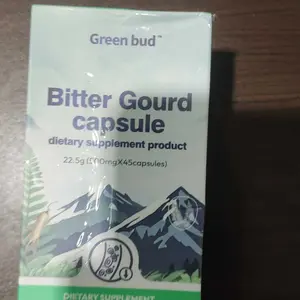 Green bud™
Bitter Gourd
capsule
dietary supplement product
22.5g (500mgX45capsules)
DIETARY SUPPLEMENT